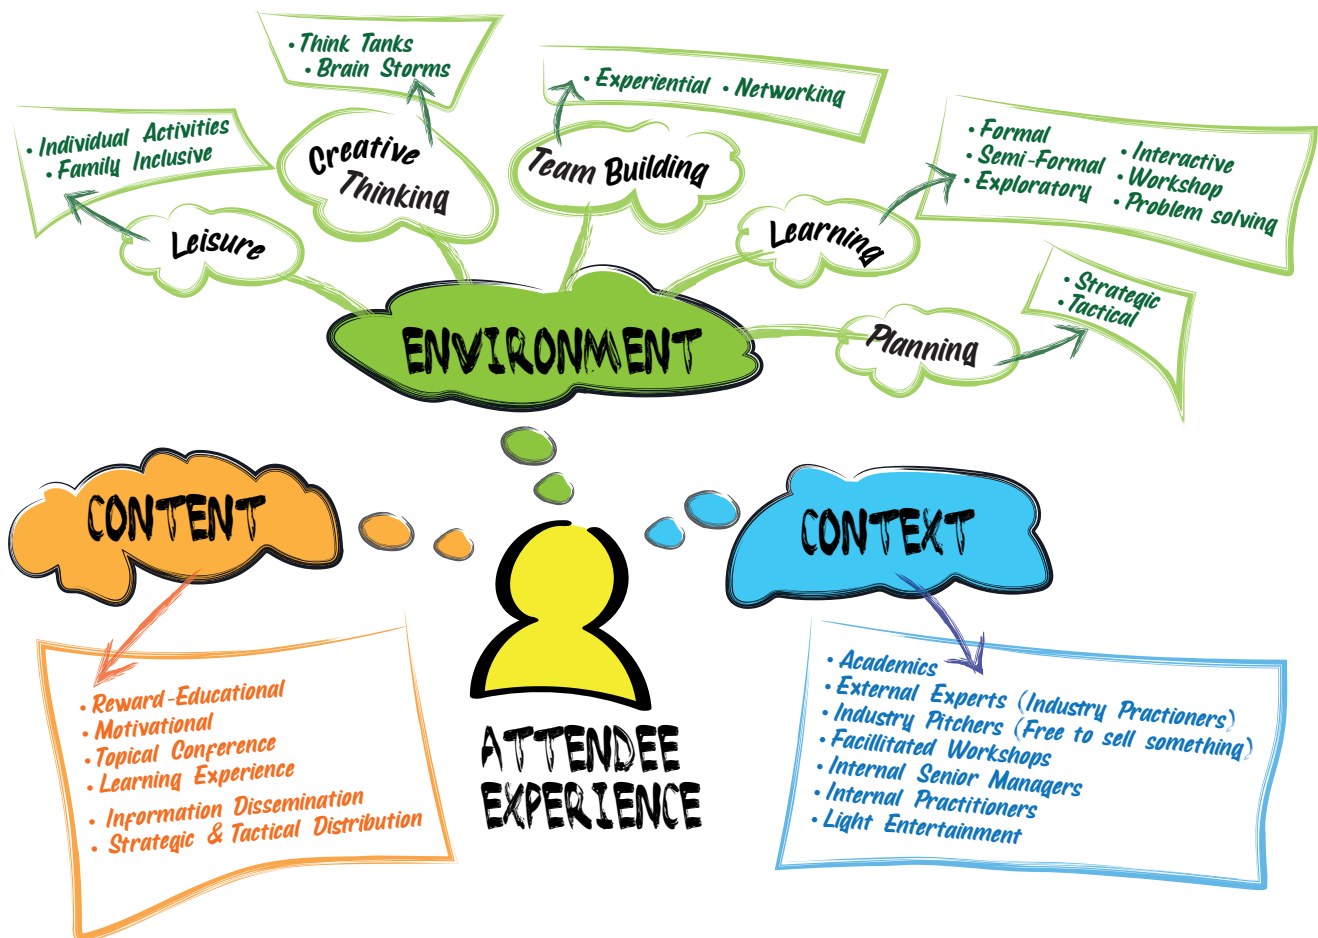 • Think Tanks
• Brain Storms
• Experiential • Networking
• Individual Activities
• Family Inclusive
Creative
Thinking
Team Building
• Formal
• Semi-Formal
• Exploratory
• Interactive
• Workshop
• Problem solving
Leisure
Learning
• Strategic
• Tactical
Planning
ENVIRONMENT
CONTENT
CONTEXT
• Reward-Educational
• Motivational
• Topical Conference
• Learning Experience
• Information Dissemination
• Strategic & Tactical Distribution
ATTENDEE
EXPERIENCE
• Academics
• External Experts (Industry Practioners)
• Industry Pitchers (Free to sell something)
• Facillitated Workshops
• Internal Senior Managers
• Internal Practitioners
• Light Entertainment